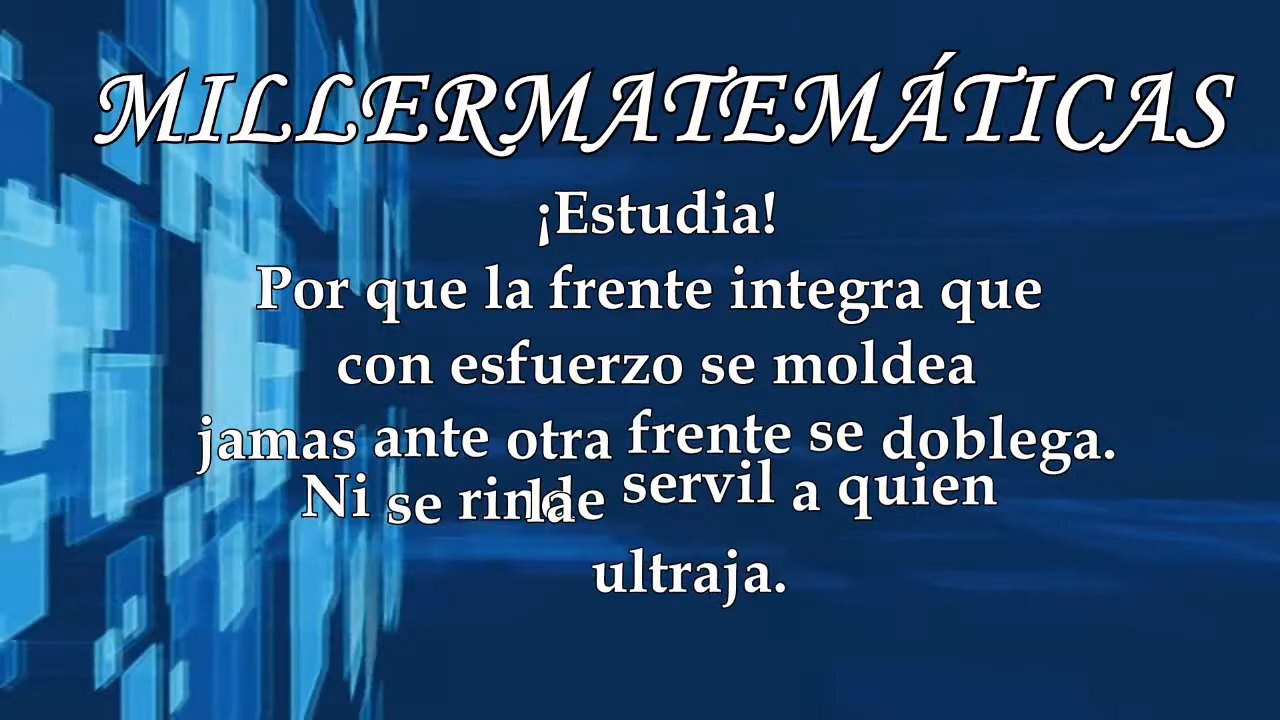 MILLERMATEMÁTICAS
¡Estudia!
Por que la frente integra que
con esfuerzo se moldea
jamas ante otra frente se doblega.
Ni se rinde servil a quien
la
ultraja.